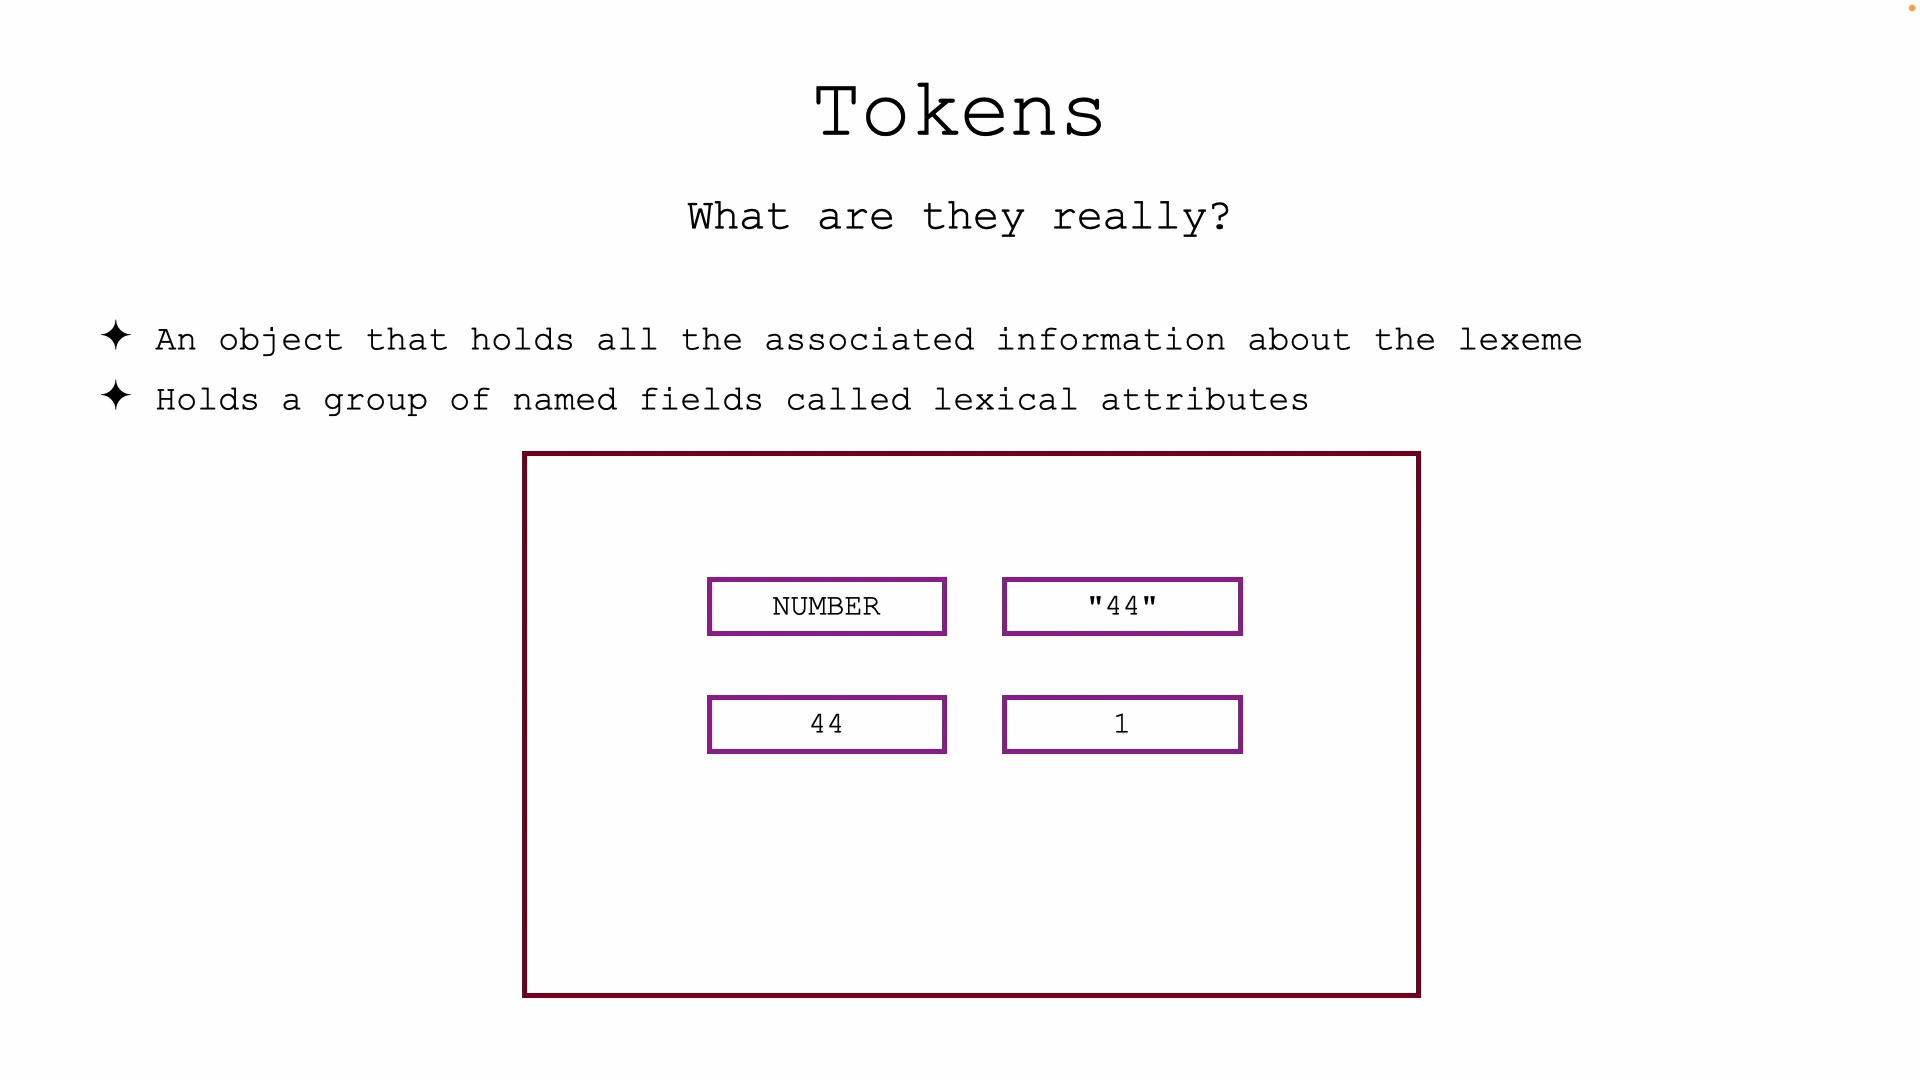 Tokens
What are they really?
✦ An object that holds all the associated information about the lexeme
✦ Holds a group of named fields called lexical attributes
NUMBER "44"
44 1